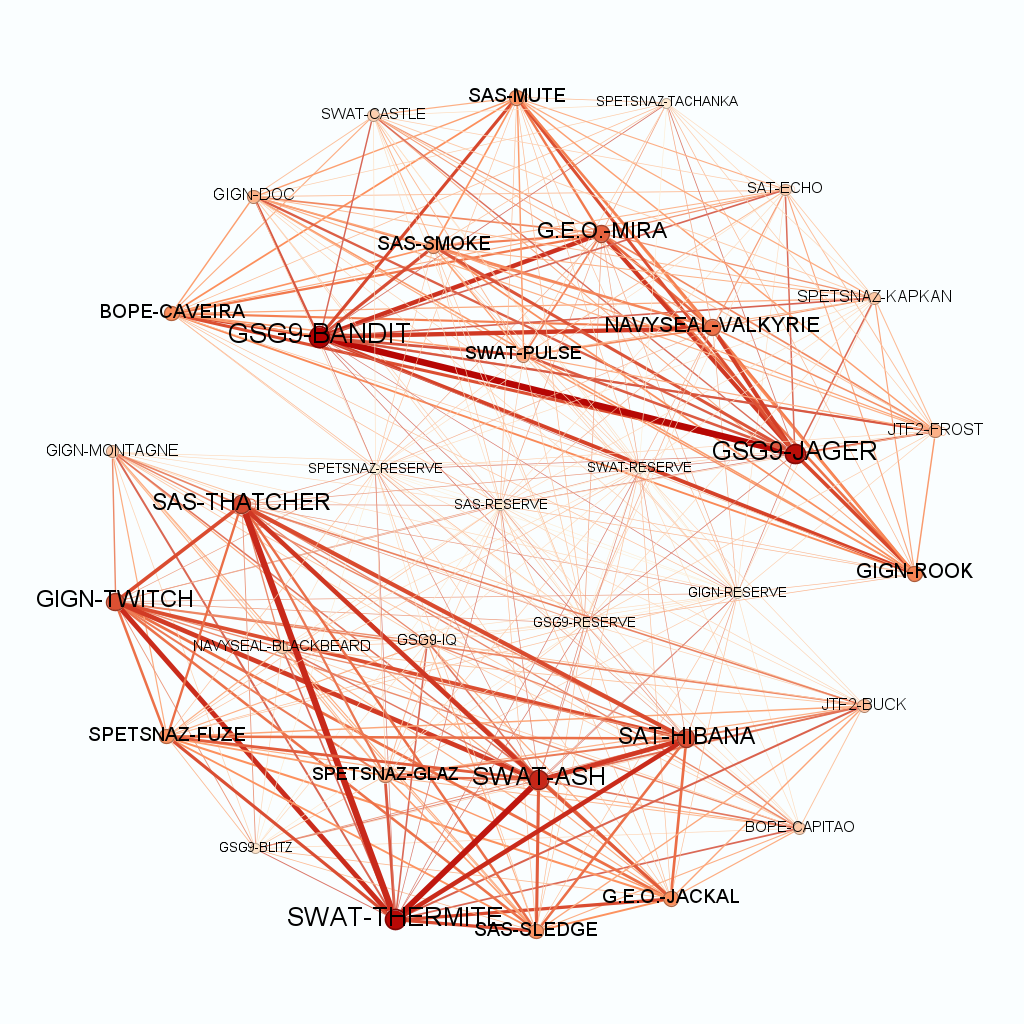 SAS-MUTE
SPETSNAZ-TACHANKA
SWAT-CASTLE
SAT-ECHO
GIGN-DOC
G.E.O.-MIRA
SAS-SMOKE
SPETSNAZ-KAPKAN
BOPE-CAVEIRA
NAVYSEAL-VALKYRIE
GSG9-BANDIT
SWAT-PULSE
JTF2-FROST
GIGN-MONTAGNE
GSG9-JAGER
SPETSNAZ-RESERVE
SWAT-RESERVE
SAS-THATCHER
SAS-RESERVE
GIGN-ROOK
GIGN-RESERVE
GIGN-TWITCH
GSG9-RESERVE
GSG9-IQ
NAVYSEAL-BLACKBEARD
JTF2-BUCK
SPETSNAZ-FUZE
SAT-HIBANA
SPETSNAZ-GLAZ
SWAT-ASH
BOPE-CAPITAO
GSG9-BLITZ
G.E.O.-JACKAL
SWAT-THERMITE
SAS-SLEDGE